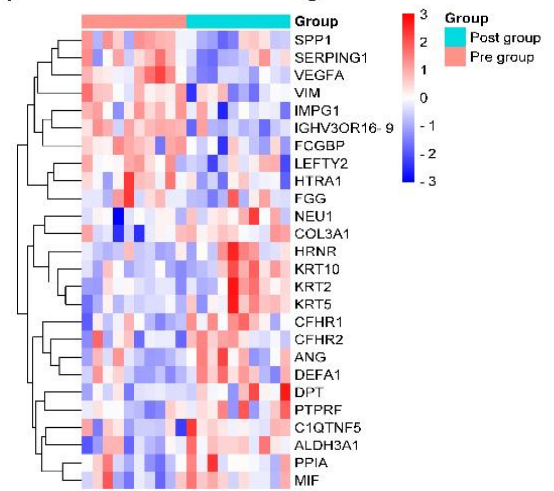 Group
SPP1
SERPING1
VEGFA
VIM
IMPG1
IGHV3OR16-9
FCGBP
LEFTY2
HTRA1
FGG
NEU1
COL3A1
HRNR
KRT10
KRT2
KRT5
CFHR1
CFHR2
ANG
DEFA1
DPT
PTPRF
C1QTNF5
ALDH3A1
PPIA
MIF
3
2
1
0
-1
-2
-3
Group
Post group
Pre group